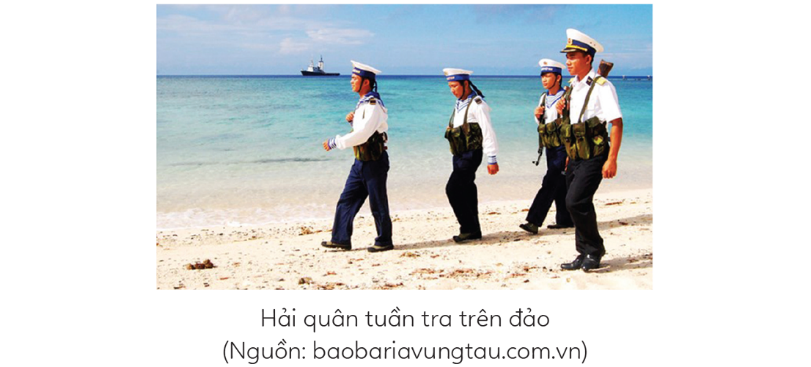 Hải quân tuần tra trên đảo
(Nguồn: baobariavungtau.com.vn)